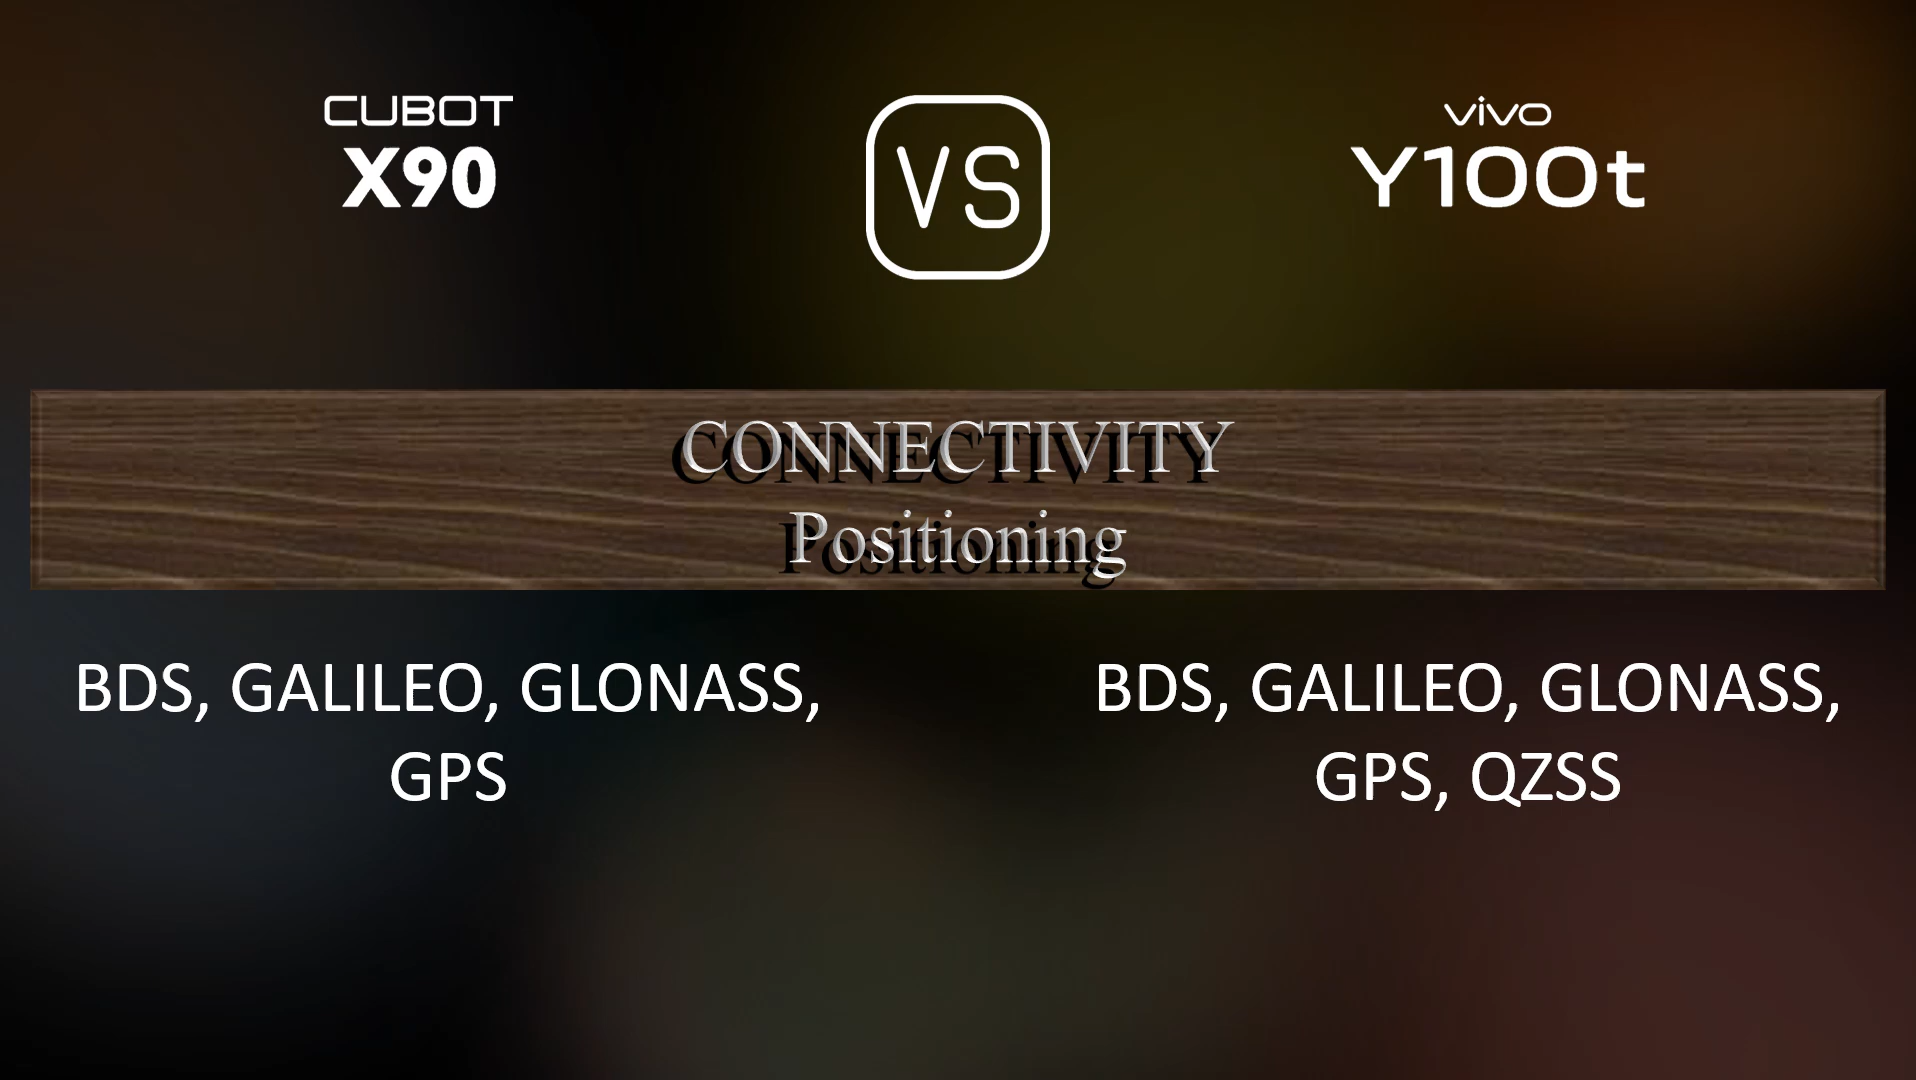 CUBOT
X90
VS
vivo
Y100t
CONNECTIVITY
Positioning
BDS, GALILEO, GLONASS,
GPS
BDS, GALILEO, GLONASS,
GPS, QZSS